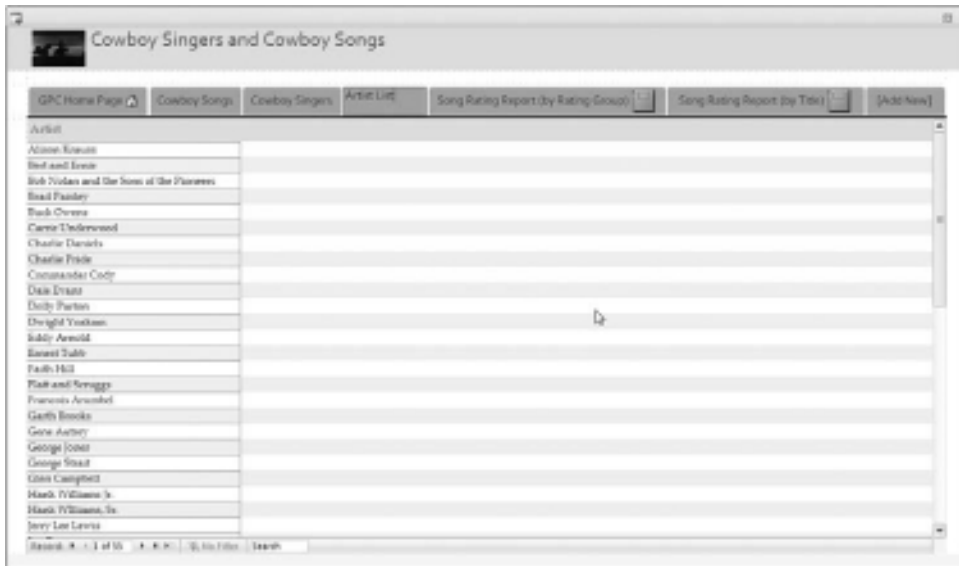 Cowboy Singers and Cowboy Songs
GPC Home Page Cowboy Songs Cowboy Singers Artist List Song Rating Report (by Rating Group) Song Rating Report (by Title) [Add New]
Artist
Alison Krauss
Bert and Ernie
Bob Nolan and the Sons of the Pioneers
Brad Paisley
Buck Owens
Carrie Underwood
Charlie Daniels
Charlie Pride
Commander Cody
Dale Evans
Dolly Parton
Dwight Yoakam
Eddy Arnold
Ernest Tubb
Faith Hill
Flatt and Scruggs
Garth Brooks
Gene Autry
George Jones
George Strait
Glen Campbell
Hank Williams Jr.
Hank Williams, Sr.
Jerry Lee Lewis
Record: 1 of 55 No Filter Search